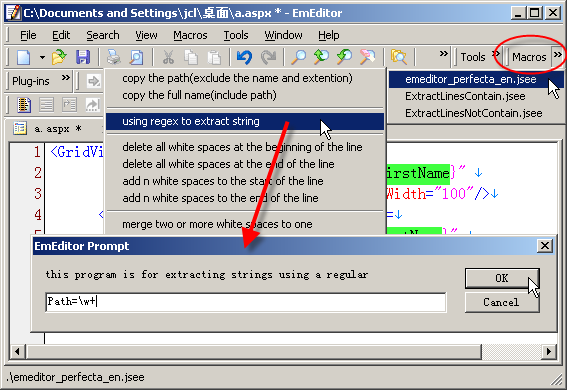 C:\Documents and Settings\jcl\桌面\a.aspx * - EmEditor
File Edit Search View Macros Tools Window Help
Tools » Macros »
Plug-ins »
emeditor_perfecta_en.jsee
ExtractLinesContain.jsee
ExtractLinesNotContain.jsee
copy the path(exclude the name and extention)
copy the full name(include path)
using regex to extract string
delete all white spaces at the beginning of the line
delete all white spaces at the end of the line
add n white spaces to the start of the line
add n white spaces to the end of the line
merge two or more white spaces to one
a.aspx *
1 <GridVi
2 irstName}" ↓
3 Width="100"/>↓
4 < =↓
5 tName}" ↓
EmEditor Prompt
this program is for extracting strings using a regular
OK
Path=\w+
Cancel
.\emeditor_perfecta_en.jsee